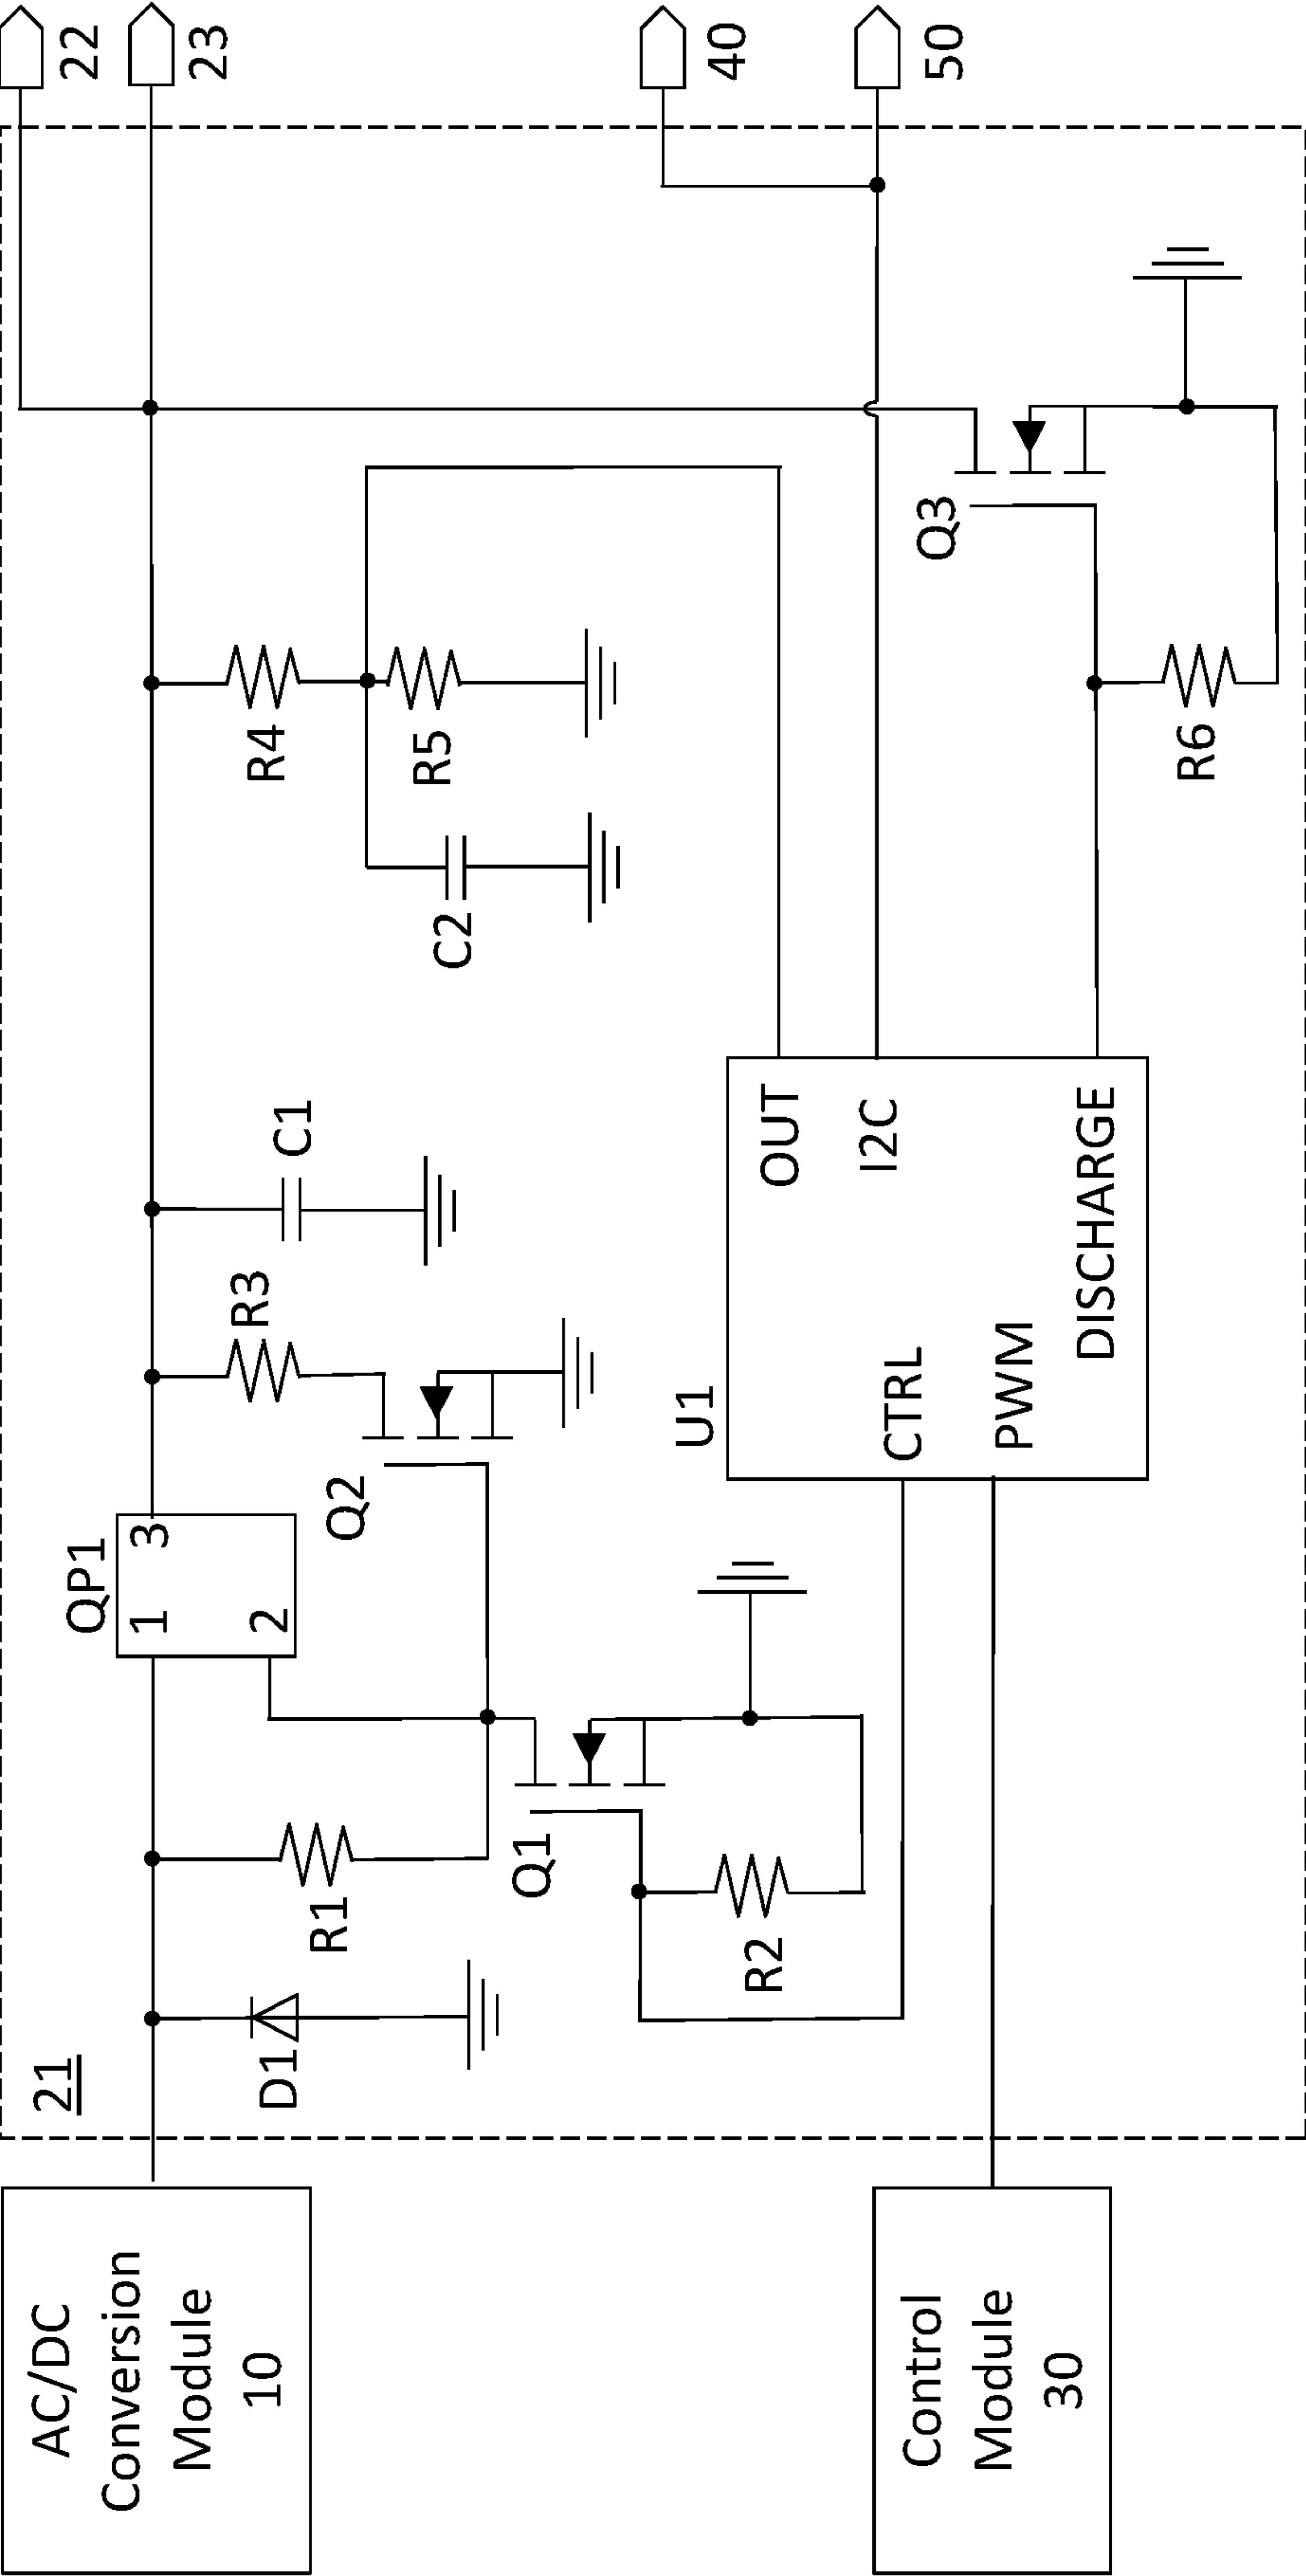 22
23
40
50
21
AC/DC
Conversion
Module
10
D1
R1
QP1
1
3
2
R3
C1
R4
R5
C2
Q2
Q1
R2
U1
OUT
I2C
CTRL
PWM
DISCHARGE
Q3
R6
Control
Module
30